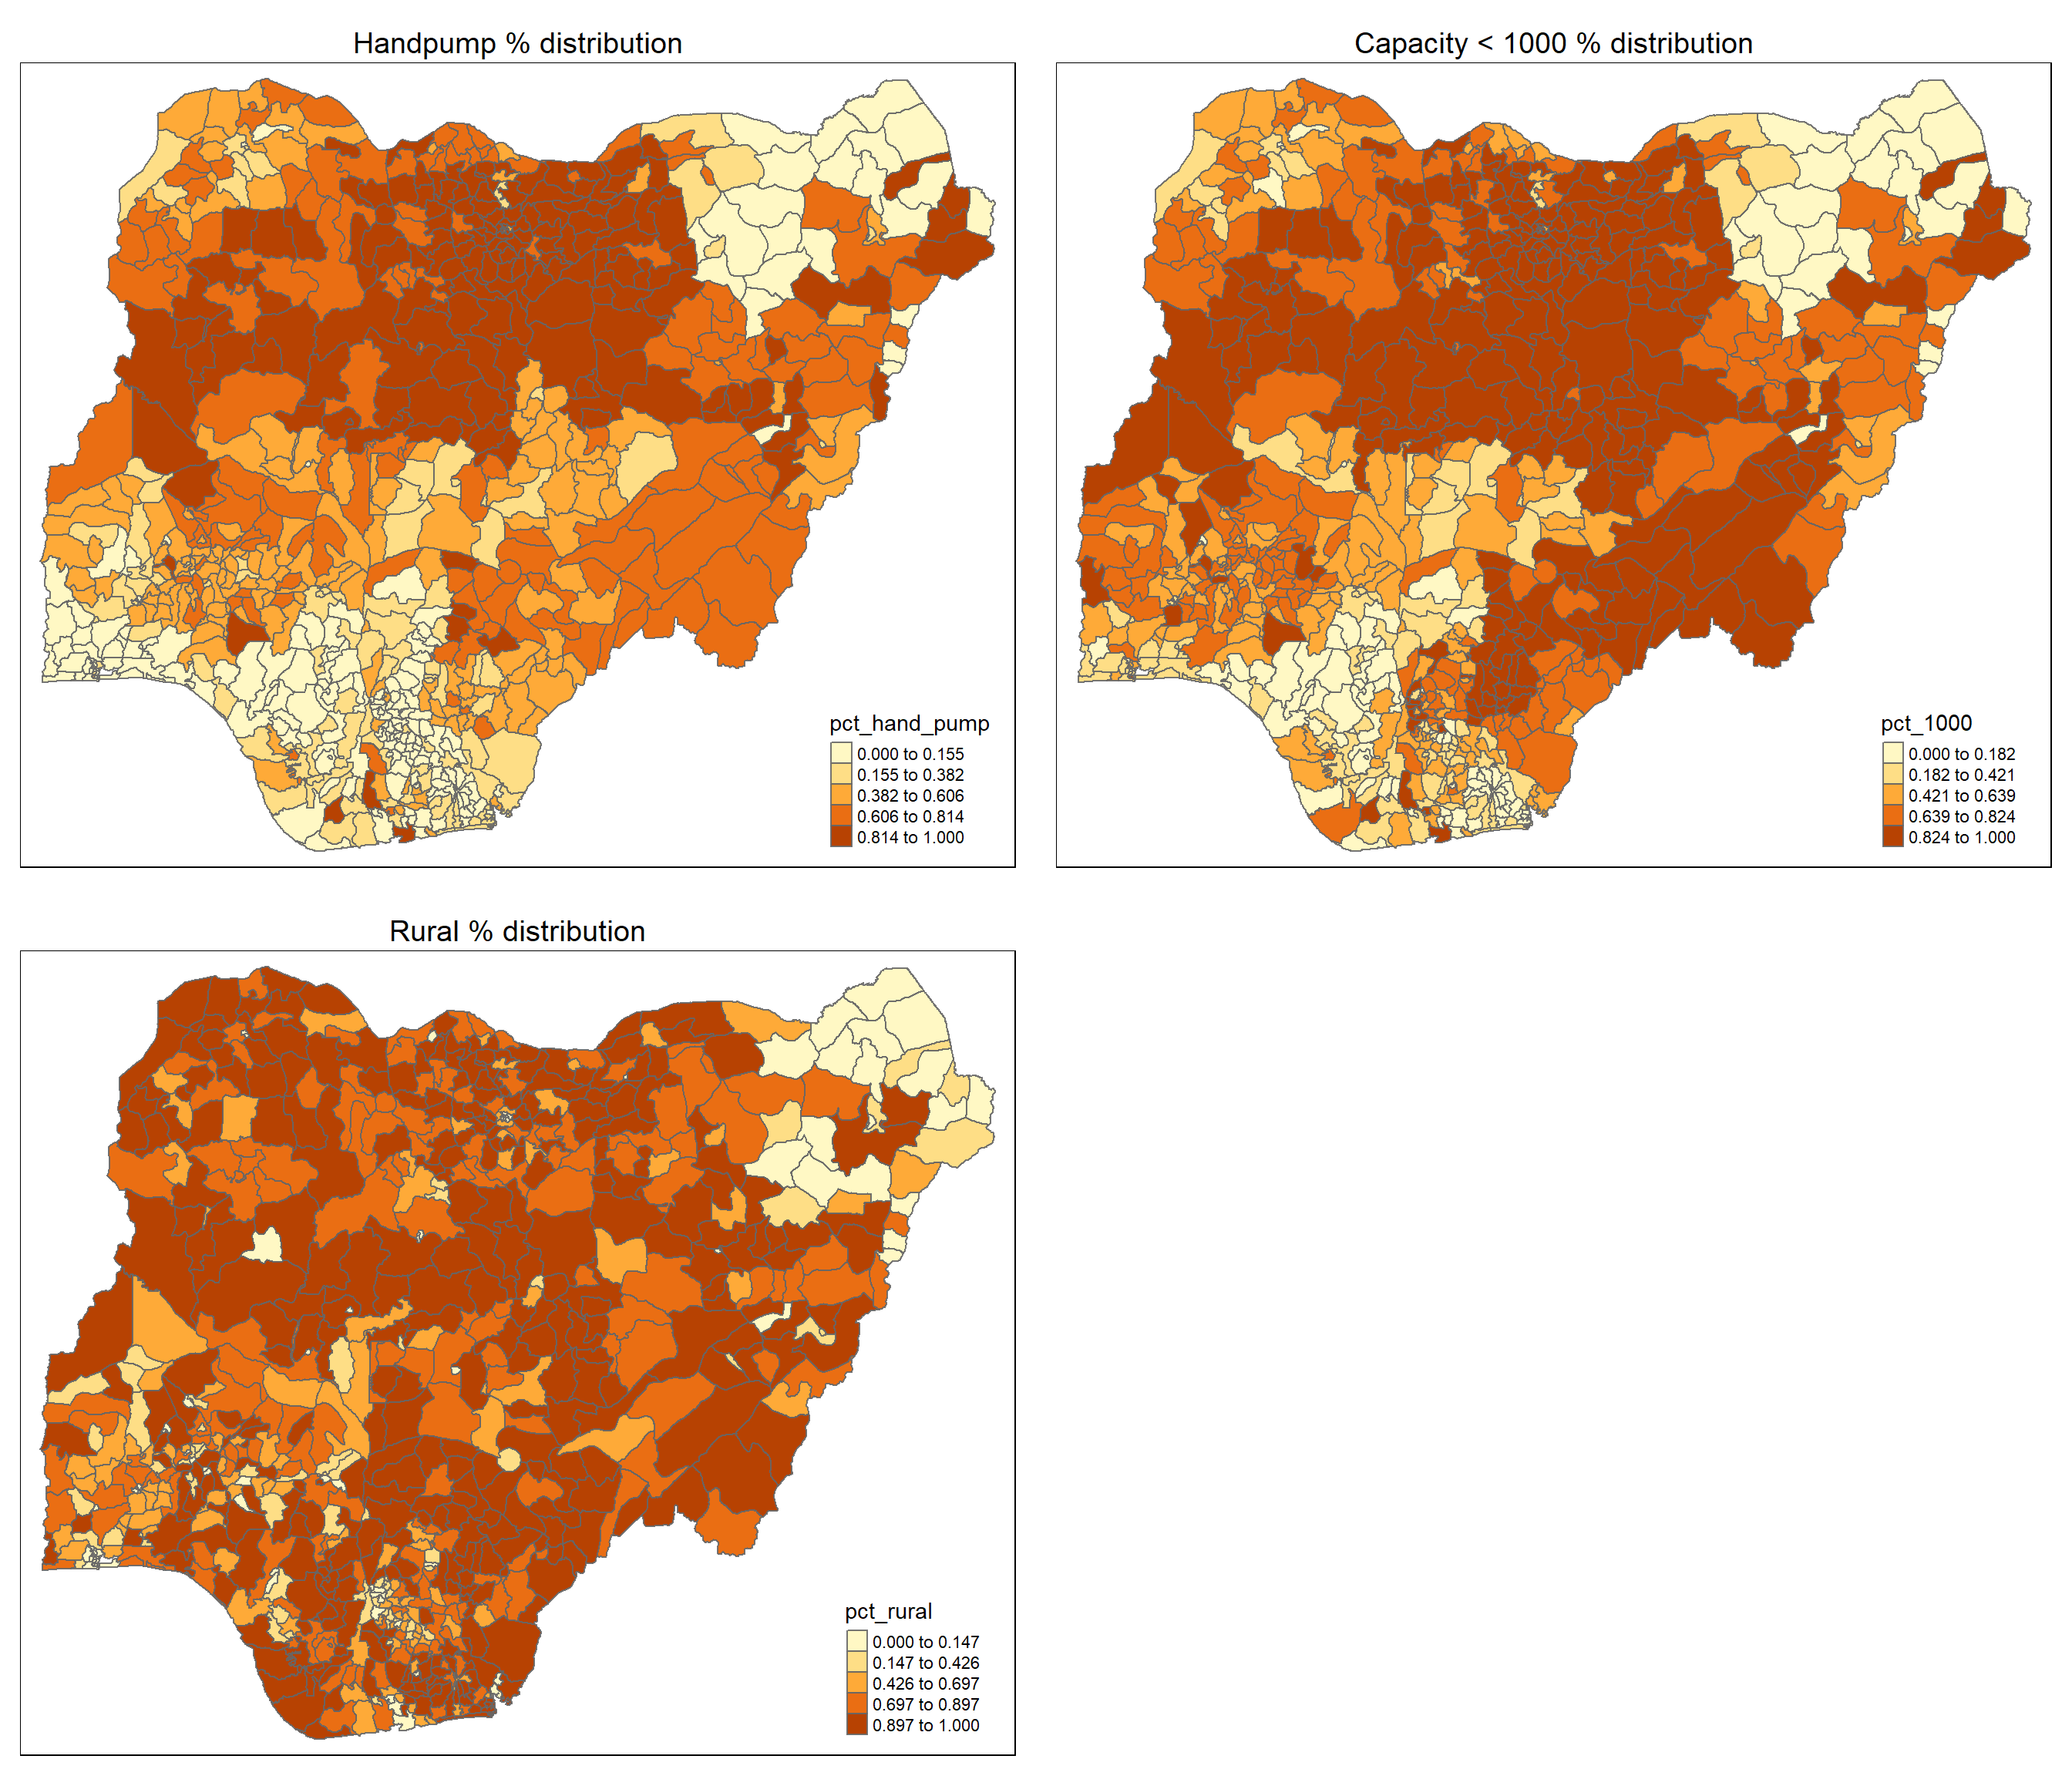 Handpump % distribution
pct_hand_pump
0.000 to 0.155
0.155 to 0.382
0.382 to 0.606
0.606 to 0.814
0.814 to 1.000
Capacity < 1000 % distribution
pct_1000
0.000 to 0.182
0.182 to 0.421
0.421 to 0.639
0.639 to 0.824
0.824 to 1.000
Rural % distribution
pct_rural
0.000 to 0.147
0.147 to 0.426
0.426 to 0.697
0.697 to 0.897
0.897 to 1.000